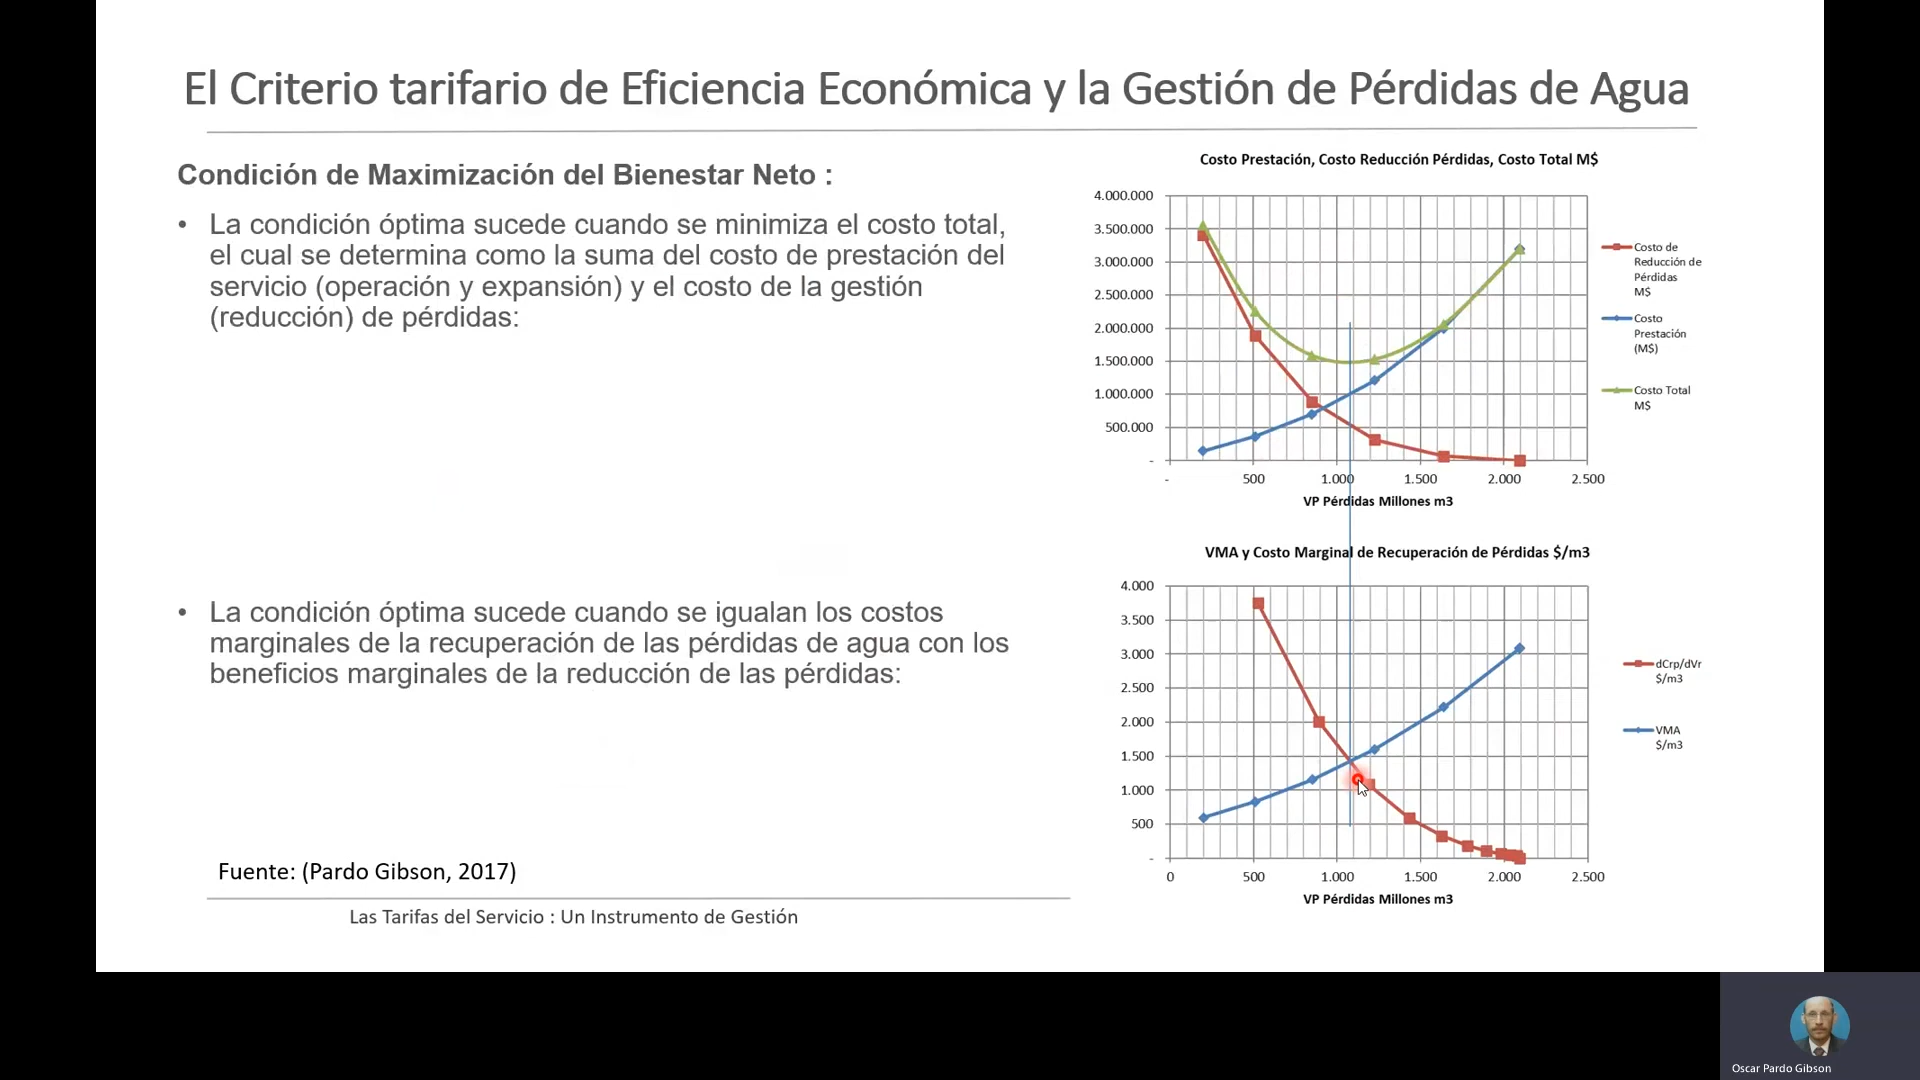 El Criterio tarifario de Eficiencia Económica y la Gestión de Pérdidas de Agua
Condición de Maximización del Bienestar Neto :
• La condición óptima sucede cuando se minimiza el costo total,
el cual se determina como la suma del costo de prestación del
servicio (operación y expansión) y el costo de la gestión
(reducción) de pérdidas:
• La condición óptima sucede cuando se igualan los costos
marginales de la recuperación de las pérdidas de agua con los
beneficios marginales de la reducción de las pérdidas:
Fuente: (Pardo Gibson, 2017)
Las Tarifas del Servicio : Un Instrumento de Gestión
Costo Prestación, Costo Reducción Pérdidas, Costo Total M$
4.000.000
3.500.000
3.000.000
2.500.000
2.000.000
1.500.000
1.000.000
500.000
-
- 500 1.000 1.500 2.000 2.500
VP Pérdidas Millones m3
Costo de
Reducción de
Pérdidas
M$
Costo
Prestación
(M$)
Costo Total
M$
VMA y Costo Marginal de Recuperación de Pérdidas $/m3
4.000
3.500
3.000
2.500
2.000
1.500
1.000
500
-
0 500 1.000 1.500 2.000 2.500
VP Pérdidas Millones m3
dCrp/dVr
$/m3
VMA
$/m3
Oscar Pardo Gibson